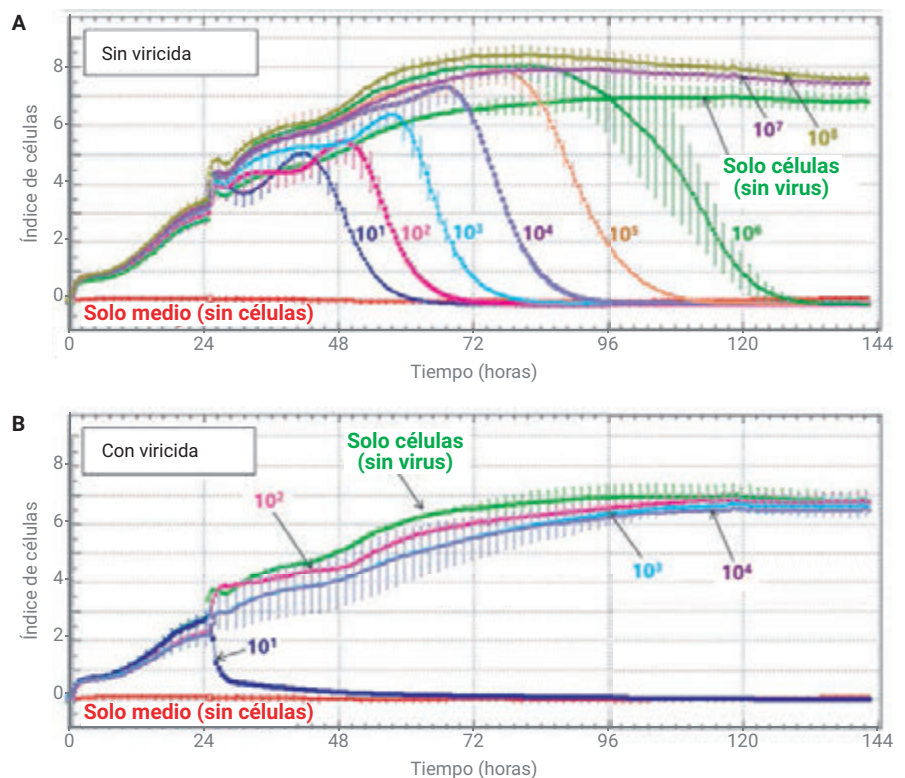 A
Sin viricida
Índice de células
8
6
4
2
0
10⁷
10⁸
Solo células
(sin virus)
10¹
10²
10³
10⁴
10⁵
10⁶
Solo medio (sin células)
0
24
48
72
96
120
144
Tiempo (horas)
B
Con viricida
Índice de células
8
6
4
2
0
Solo células
(sin virus)
10²
10³
10⁴
10¹
Solo medio (sin células)
0
24
48
72
96
120
144
Tiempo (horas)